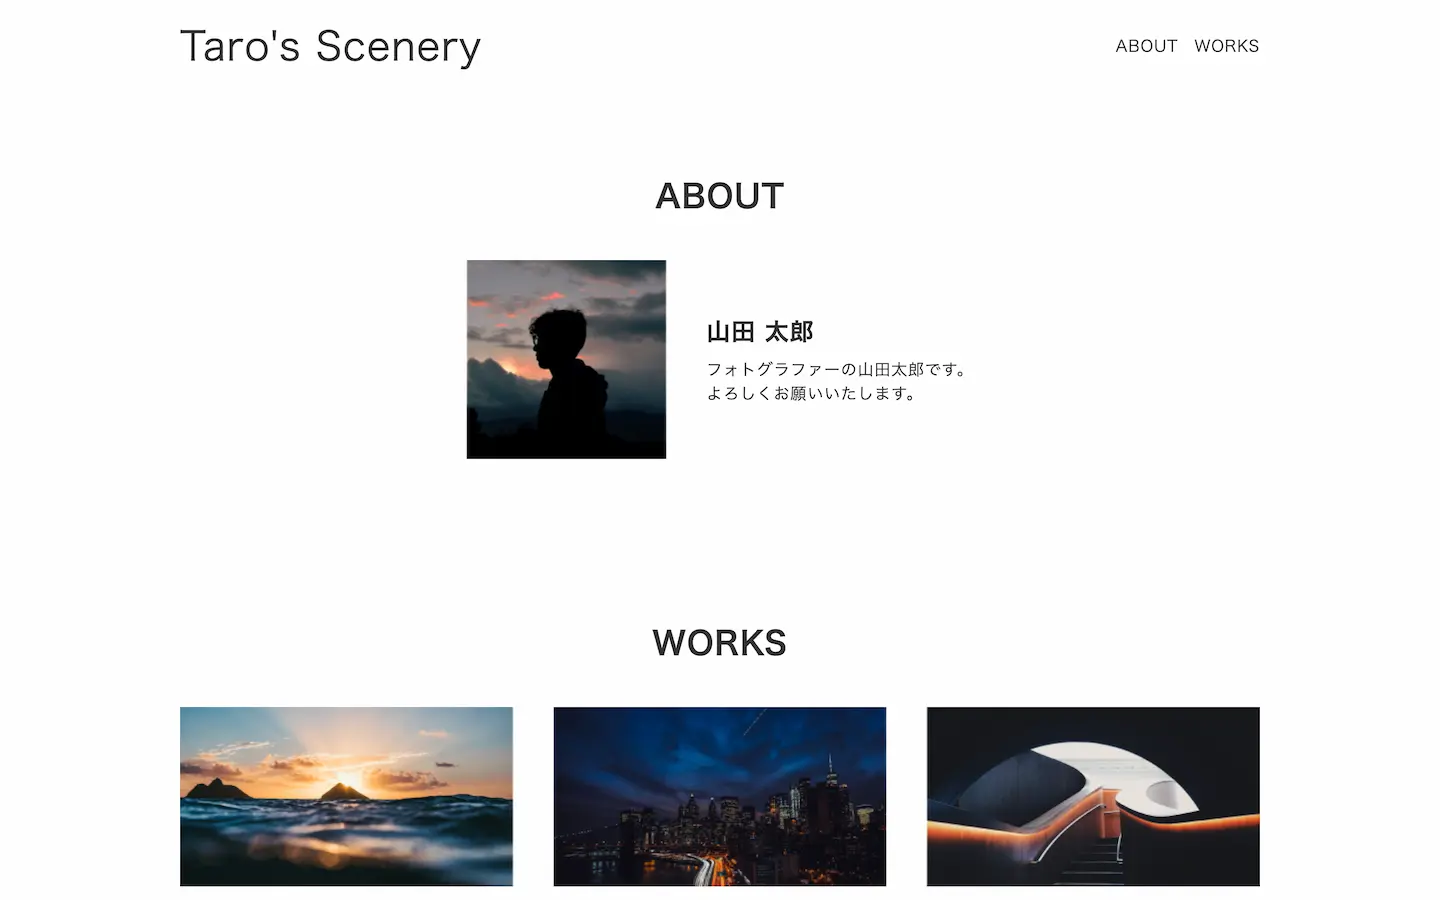 Taro's Scenery
ABOUT WORKS
ABOUT
山田 太郎
フォトグラファーの山田太郎です。
よろしくお願いいたします。
WORKS